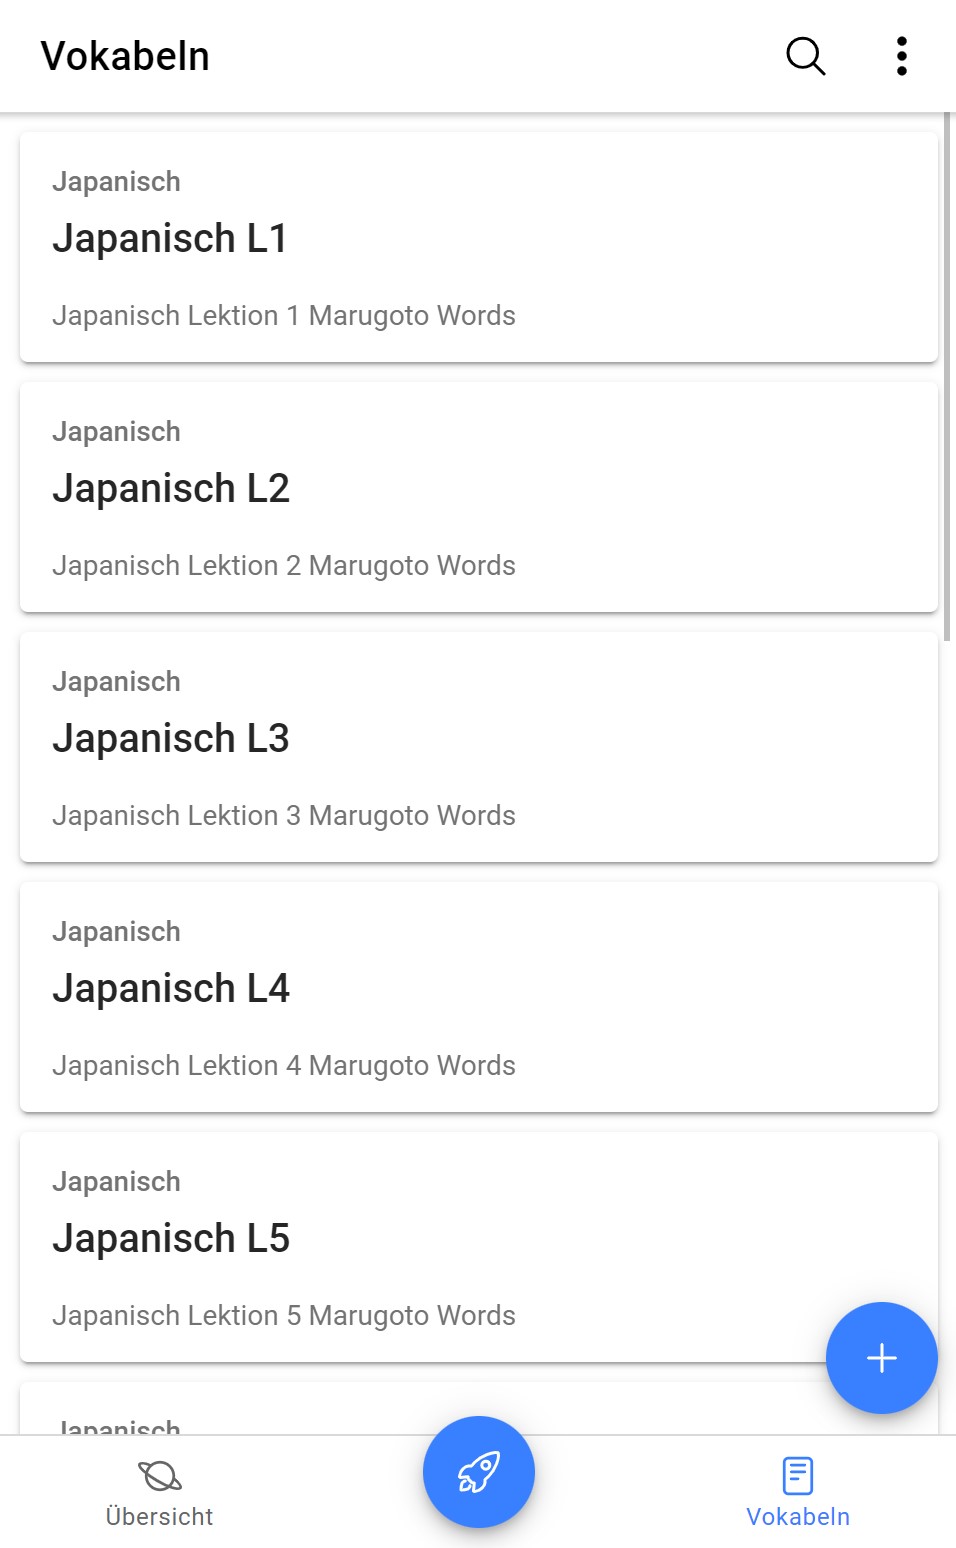 Vokabeln
Japanisch
Japanisch L1
Japanisch Lektion 1 Marugoto Words
Japanisch
Japanisch L2
Japanisch Lektion 2 Marugoto Words
Japanisch
Japanisch L3
Japanisch Lektion 3 Marugoto Words
Japanisch
Japanisch L4
Japanisch Lektion 4 Marugoto Words
Japanisch
Japanisch L5
Japanisch Lektion 5 Marugoto Words
Japanisch
Übersicht
Vokabeln